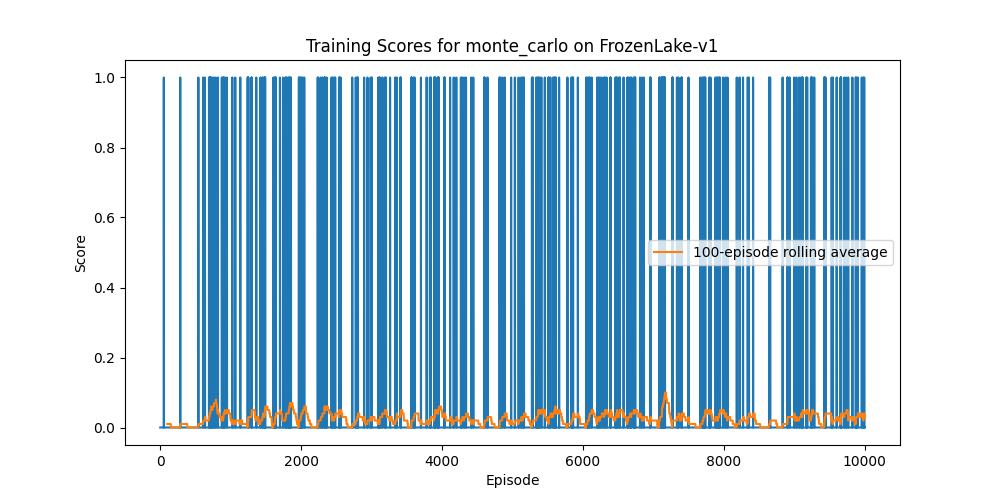 Training Scores for monte_carlo on FrozenLake-v1
1.0
0.8
0.6
0.4
0.2
0.0
Score
100-episode rolling average
0 2000 4000 6000 8000 10000
Episode